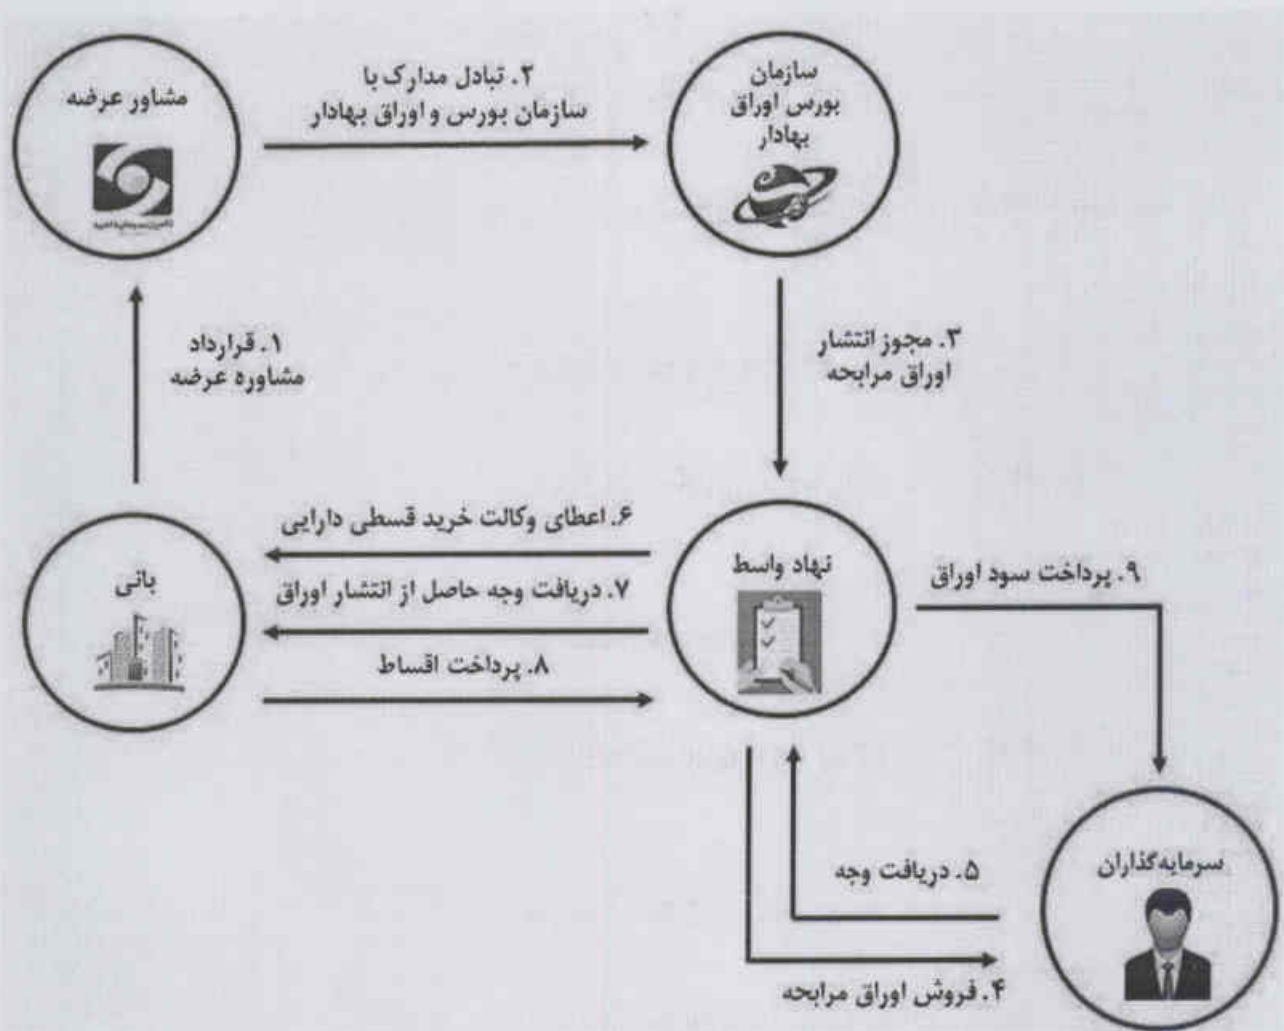 مشاور عرضه
۲. تبادل مدارک با
سازمان بورس و اوراق بهادار
سازمان
بورس اوراق
بهادار
۱. قرارداد
مشاوره عرضه
۳. مجوز انتشار
اوراق مرابحه
بانی
۶. اعطای وکالت خرید قسطی دارایی
۷. دریافت وجه حاصل از انتشار اوراق
۸. پرداخت اقساط
نهاد واسط
۹. پرداخت سود اوراق
۵. دریافت وجه
۴. فروش اوراق مرابحه
سرمایه‌گذاران